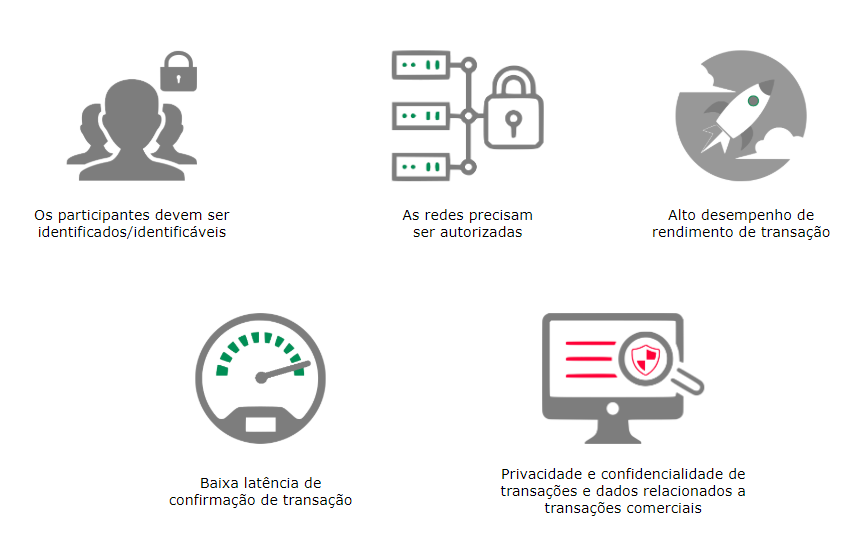 Os participantes devem ser
identificados/identificáveis
As redes precisam
ser autorizadas
Alto desempenho de
rendimento de transação
Baixa latência de
confirmação de transação
Privacidade e confidencialidade de
transações e dados relacionados a
transações comerciais